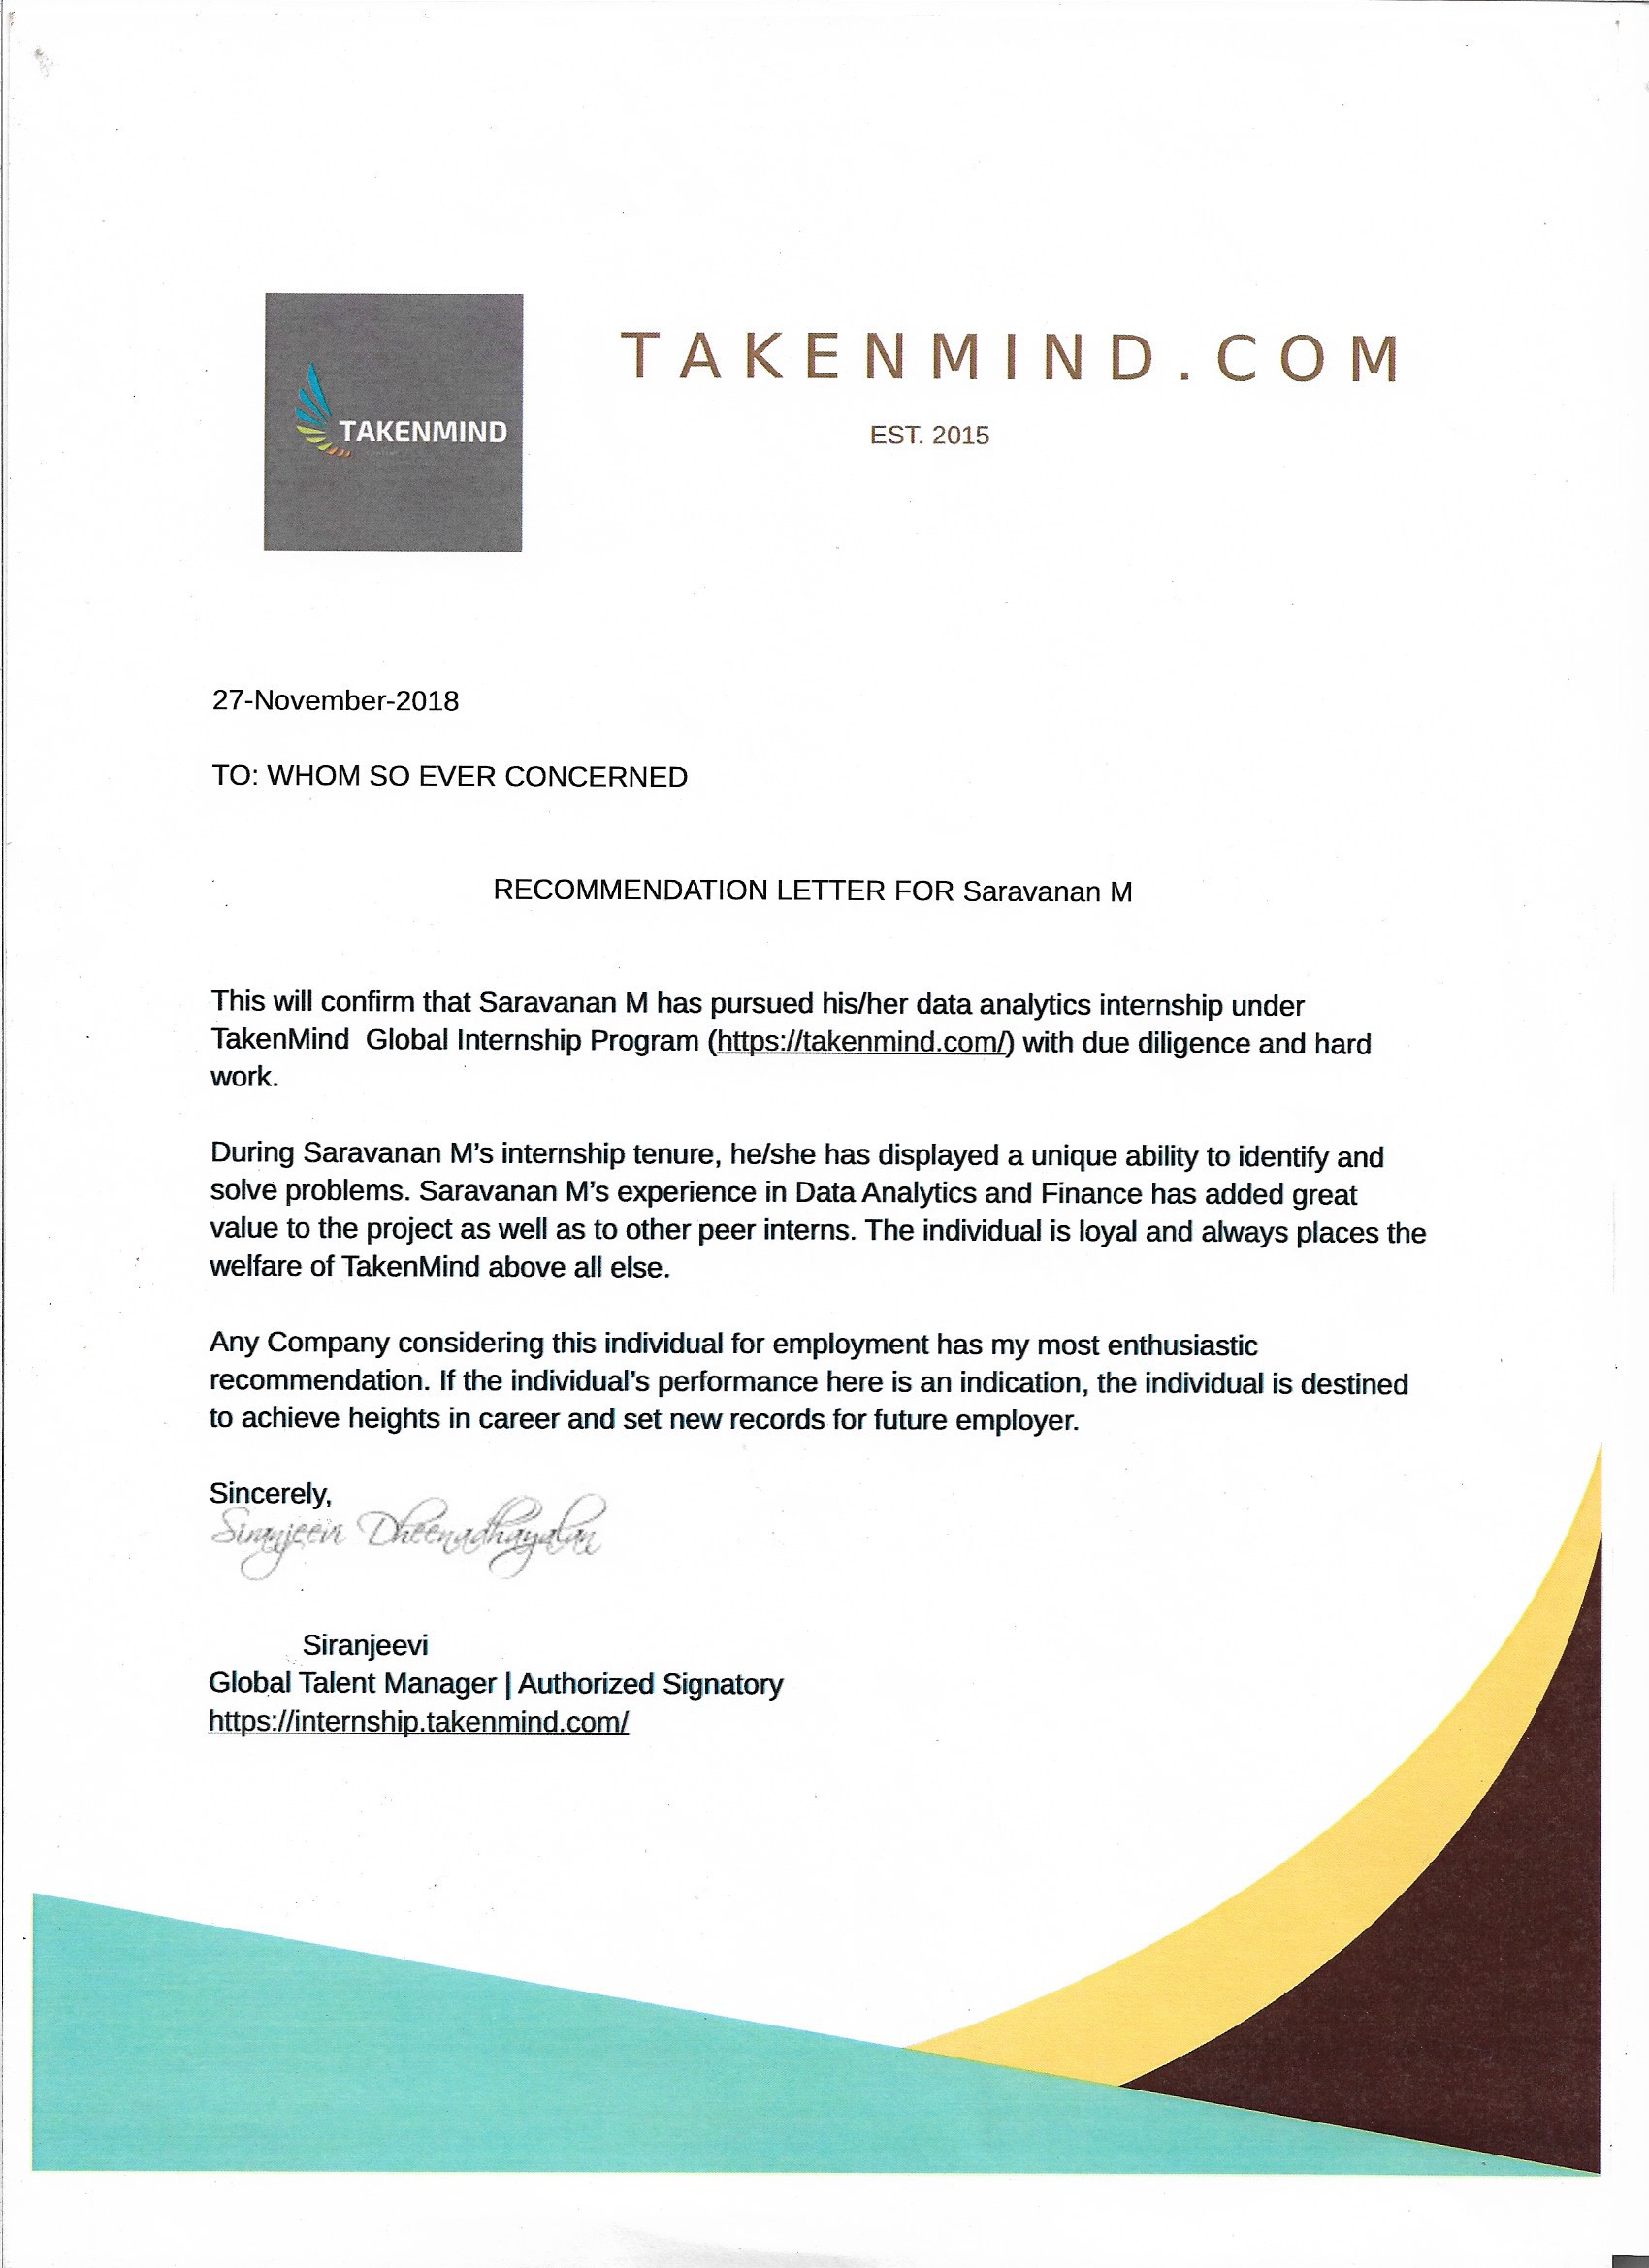 TAKENMIND
TAKENMIND.COM
EST. 2015
27-November-2018
TO: WHOM SO EVER CONCERNED
RECOMMENDATION LETTER FOR Saravanan M
This will confirm that Saravanan M has pursued his/her data analytics internship under
TakenMind  Global Internship Program (https://takenmind.com/) with due diligence and hard
work.
During Saravanan M’s internship tenure, he/she has displayed a unique ability to identify and
solve problems. Saravanan M’s experience in Data Analytics and Finance has added great
value to the project as well as to other peer interns. The individual is loyal and always places the
welfare of TakenMind above all else.
Any Company considering this individual for employment has my most enthusiastic
recommendation. If the individual’s performance here is an indication, the individual is destined
to achieve heights in career and set new records for future employer.
Sincerely,
Siranjeevi Dheenadhayalan
Siranjeevi
Global Talent Manager | Authorized Signatory
https://internship.takenmind.com/